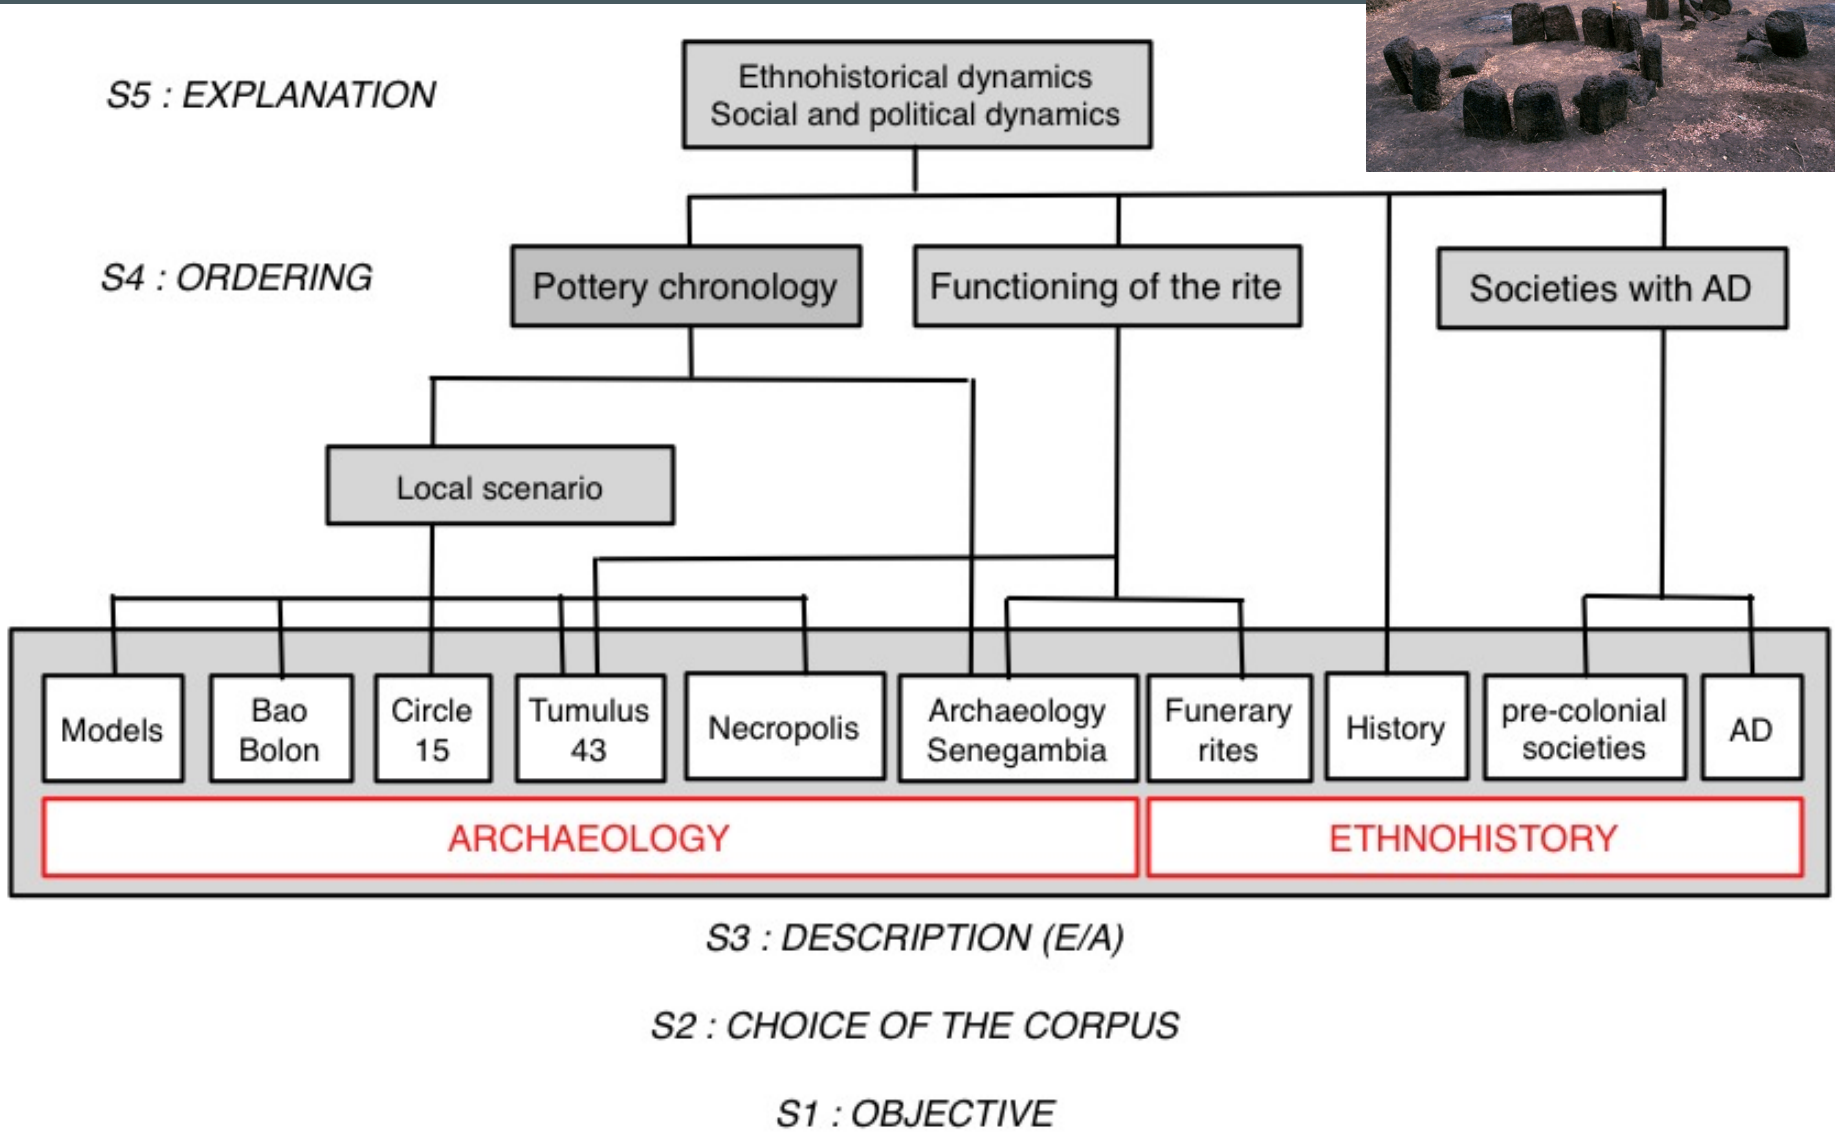 S5 : EXPLANATION
Ethnohistorical dynamics
Social and political dynamics
S4 : ORDERING
Pottery chronology
Functioning of the rite
Societies with AD
Local scenario
Models
Bao
Bolon
Circle
15
Tumulus
43
Necropolis
Archaeology
Senegambia
Funerary
rites
History
pre-colonial
societies
AD
ARCHAEOLOGY
ETHNOHISTORY
S3 : DESCRIPTION (E/A)
S2 : CHOICE OF THE CORPUS
S1 : OBJECTIVE